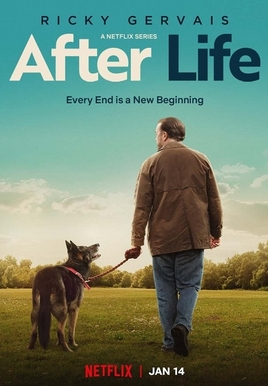 RICKY GERVAIS
A NETFLIX SERIES
After Life
Every End is a New Beginning
NETFLIX | JAN 14